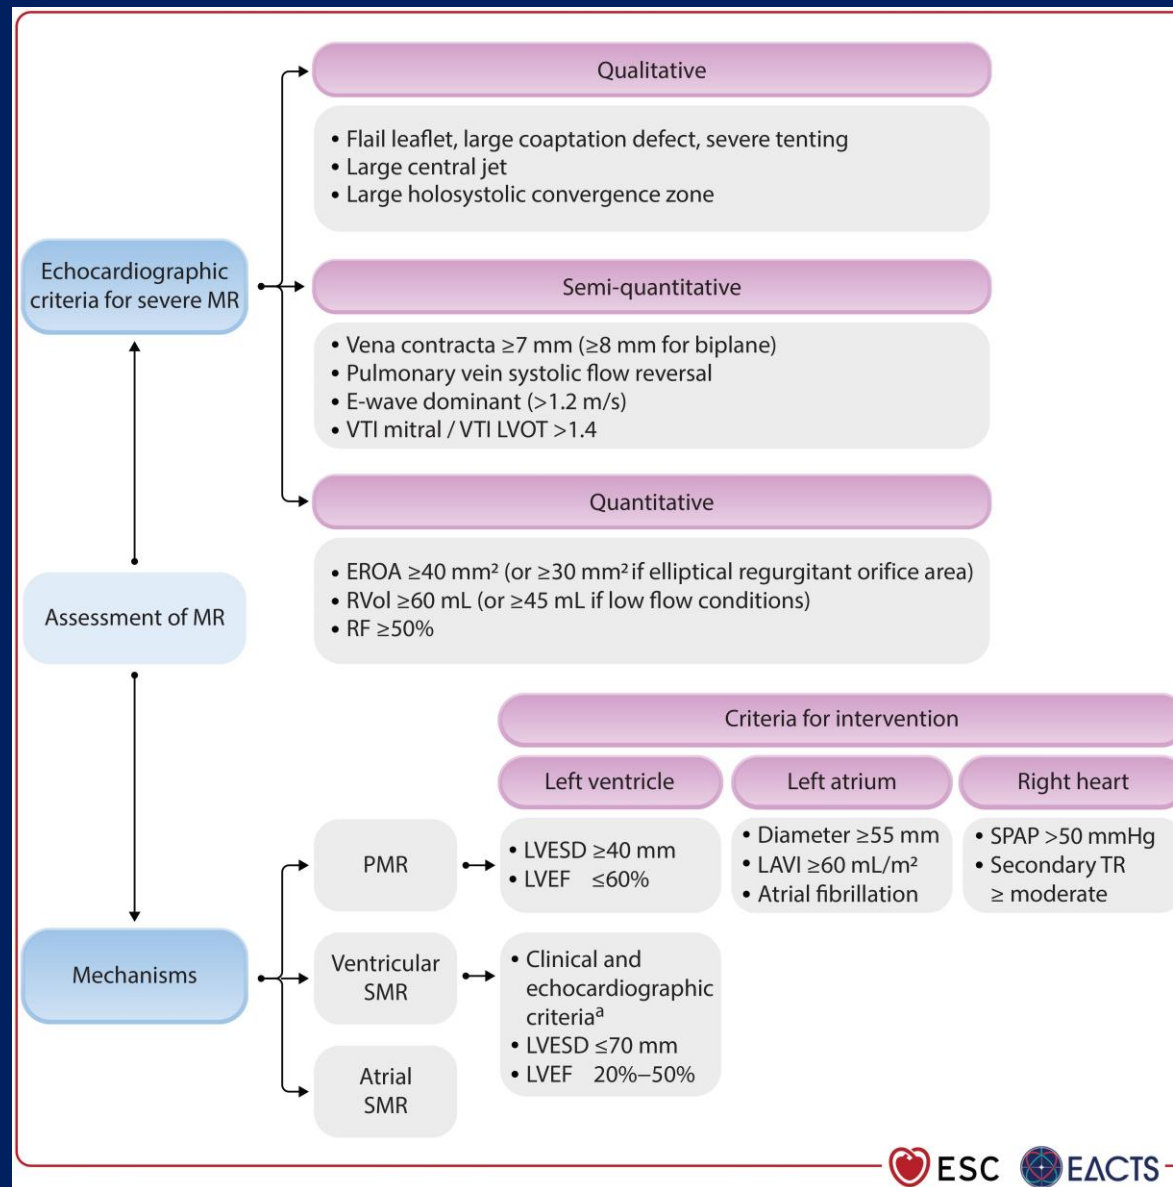 Qualitative
• Flail leaflet, large coaptation defect, severe tenting
• Large central jet
• Large holosystolic convergence zone
Echocardiographic
criteria for severe MR
Semi-quantitative
• Vena contracta ≥7 mm (≥8 mm for biplane)
• Pulmonary vein systolic flow reversal
• E-wave dominant (>1.2 m/s)
• VTI mitral / VTI LVOT >1.4
Quantitative
• EROA ≥40 mm² (or ≥30 mm² if elliptical regurgitant orifice area)
• RVol ≥60 mL (or ≥45 mL if low flow conditions)
• RF ≥50%
Assessment of MR
Criteria for intervention
Left ventricle
Left atrium
Right heart
PMR
• LVESD ≥40 mm
• LVEF ≤60%
• Diameter ≥55 mm
• LAVI ≥60 mL/m²
• Atrial fibrillation
• SPAP >50 mmHg
• Secondary TR
≥ moderate
Mechanisms
Ventricular
SMR
• Clinical and
echocardiographic
criteriaᵃ
• LVESD ≤70 mm
• LVEF 20%–50%
Atrial
SMR
ESC
EACTS